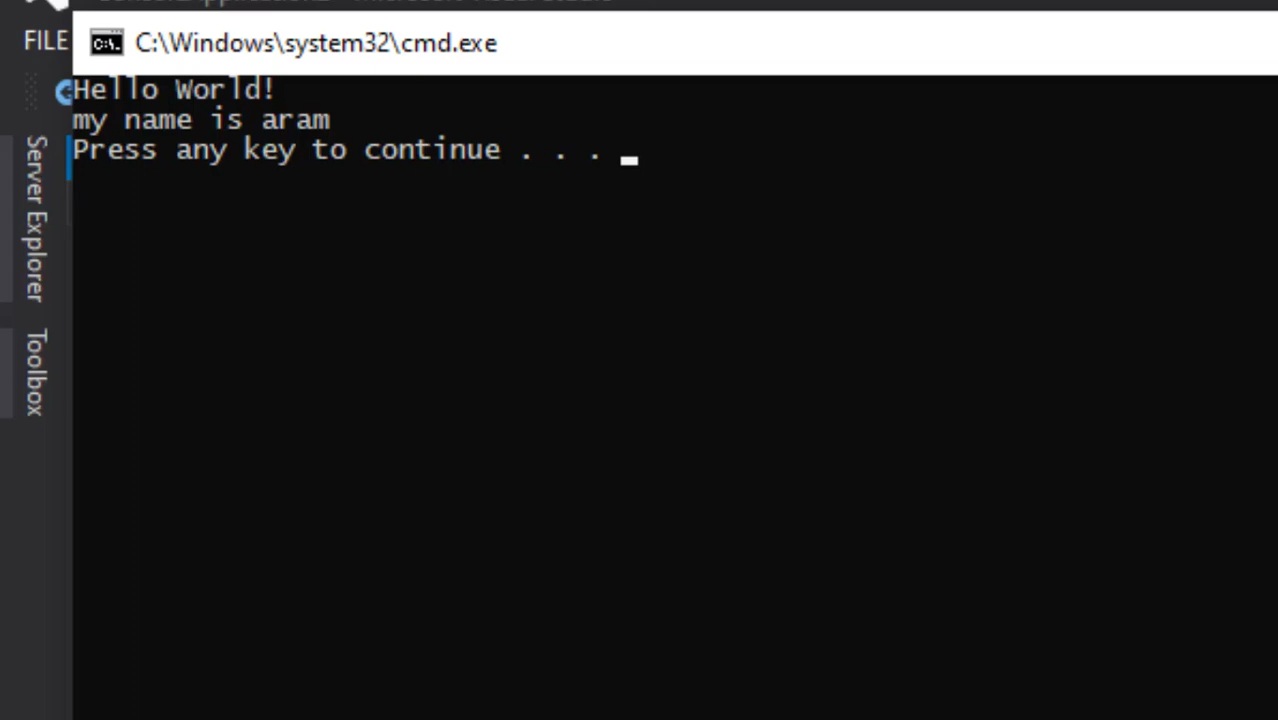 FILE
C:\Windows\system32\cmd.exe
Hello World!
my name is aram
Press any key to continue . . .
Server Explorer
Toolbox